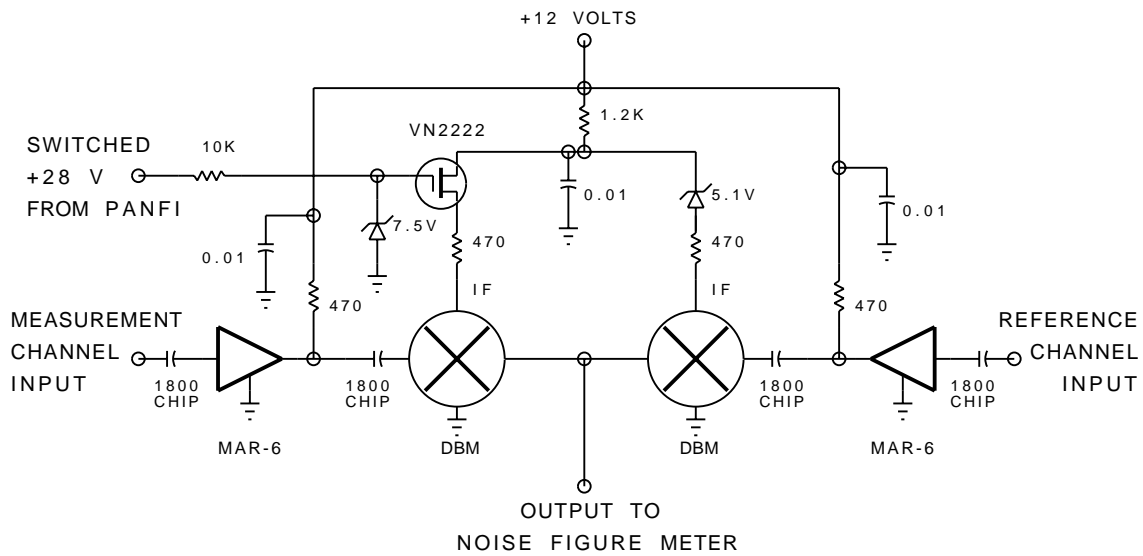 +12 VOLTS
1.2K
VN2222
SWITCHED
+28 V
FROM PANFI
10K
0.01
5.1V
0.01
7.5V
470
470
0.01
IF
IF
470
470
MEASUREMENT
CHANNEL
INPUT
REFERENCE
CHANNEL
INPUT
1800
CHIP
1800
CHIP
1800
CHIP
1800
CHIP
MAR-6
DBM
DBM
MAR-6
OUTPUT TO
NOISE FIGURE METER